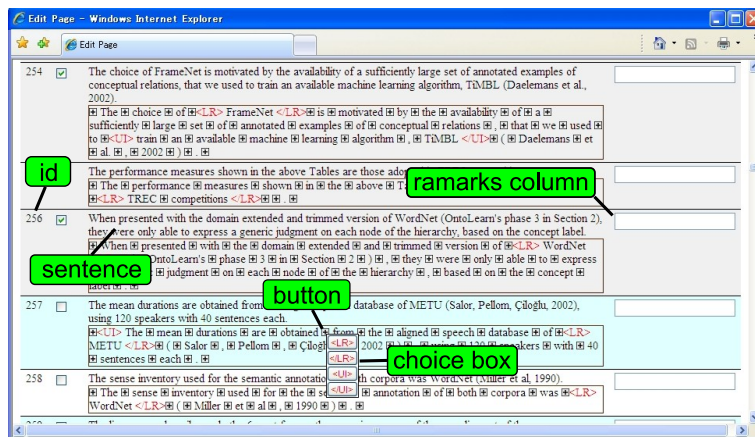 Edit Page - Windows Internet Explorer
Edit Page
254 The choice of FrameNet is motivated by the availability of a sufficiently large set of annotated examples of
conceptual relations, that we used to train an available machine learning algorithm, TiMBL (Daelemans et al.,
2002).
The choice of <LR> FrameNet </LR> is motivated by the availability of a
sufficiently large set of annotated examples of conceptual relations , that we used
to <UI> train an available machine learning algorithm , TiMBL </UI> ( Daelemans et
al. , 2002 ) .
id
The performance measures shown in the above Tables are those
The performance measures shown in the above
<LR> TREC competitions </LR> .
ramarks column
256 When presented with the domain extended and trimmed version of WordNet (OntoLearn's phase 3 in Section 2),
they were only able to express a generic judgment on each node of the hierarchy, based on the concept label.
When presented with the domain extended and trimmed version of <LR> WordNet
OntoLearn's phase 3 in Section 2 ) , they were only able to express
judgment on each node of the hierarchy , based on the concept
label .
sentence
button
257 The mean durations are obtained from database of METU (Salor, Pellom, Çiloğlu, 2002),
using 120 speakers with 40 sentences each.
<UI> The mean durations are obtained from the aligned speech database of <LR>
METU </LR> ( Salor , Pellom , 2002 ) , using 120 speakers with 40
sentences each .
<LR>
</LR>
<UI>
</UI>
choice box
258 The sense inventory used for the semantic annotation corpora was WordNet (Miller et al, 1990).
The sense inventory used for the annotation of both corpora was <LR>
WordNet </LR> ( Miller et al , 1990 ) .